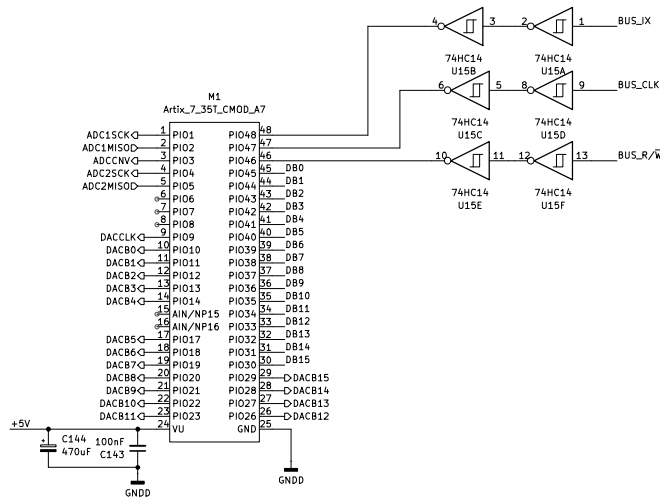 4 3 2 1 BUS_IX
74HC14 74HC14
U15B U15A
6 5 8 9 BUS_CLK
74HC14 74HC14
U15C U15D
10 11 12 13 BUS_R/W
74HC14 74HC14
U15E U15F
M1
Artix_7_35T_CMOD_A7
ADC1SCK 1 PIO1 PIO48 48
ADC1MISO 2 PIO2 PIO47 47
ADCCNV 3 PIO3 PIO46 46
ADC2SCK 4 PIO4 PIO45 45 DB0
ADC2MISO 5 PIO5 PIO44 44 DB1
6 PIO6 PIO43 43 DB2
7 PIO7 PIO42 42 DB3
8 PIO8 PIO41 41 DB4
DACCLK 9 PIO9 PIO40 40 DB5
DACB0 10 PIO10 PIO39 39 DB6
DACB1 11 PIO11 PIO38 38 DB7
DACB2 12 PIO12 PIO37 37 DB8
DACB3 13 PIO13 PIO36 36 DB9
DACB4 14 PIO14 PIO35 35 DB10
15 AIN/NP15 PIO34 34 DB11
16 AIN/NP16 PIO33 33 DB12
DACB5 17 PIO17 PIO32 32 DB13
DACB6 18 PIO18 PIO31 31 DB14
DACB7 19 PIO19 PIO30 30 DB15
DACB8 20 PIO20 PIO29 29 DACB15
DACB9 21 PIO21 PIO28 28 DACB14
DACB10 22 PIO22 PIO27 27 DACB13
DACB11 23 PIO23 PIO26 26 DACB12
+5V 24 VU GND 25
C144 100nF
470uF C143
GNDD GNDD